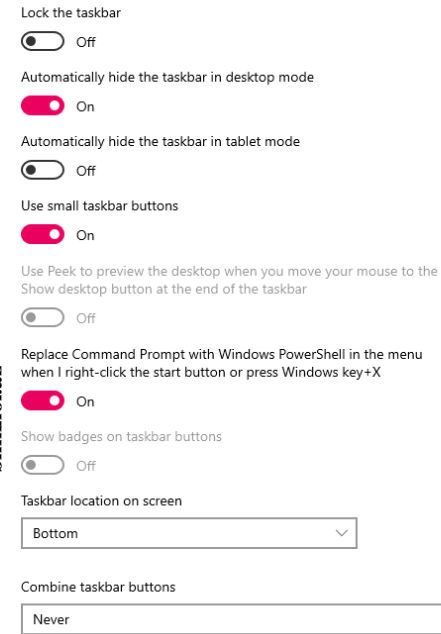 Lock the taskbar
Off
Automatically hide the taskbar in desktop mode
On
Automatically hide the taskbar in tablet mode
Off
Use small taskbar buttons
On
Use Peek to preview the desktop when you move your mouse to the
Show desktop button at the end of the taskbar
Off
Replace Command Prompt with Windows PowerShell in the menu
when I right-click the start button or press Windows key+X
On
Show badges on taskbar buttons
Off
Taskbar location on screen
Bottom
Combine taskbar buttons
Never